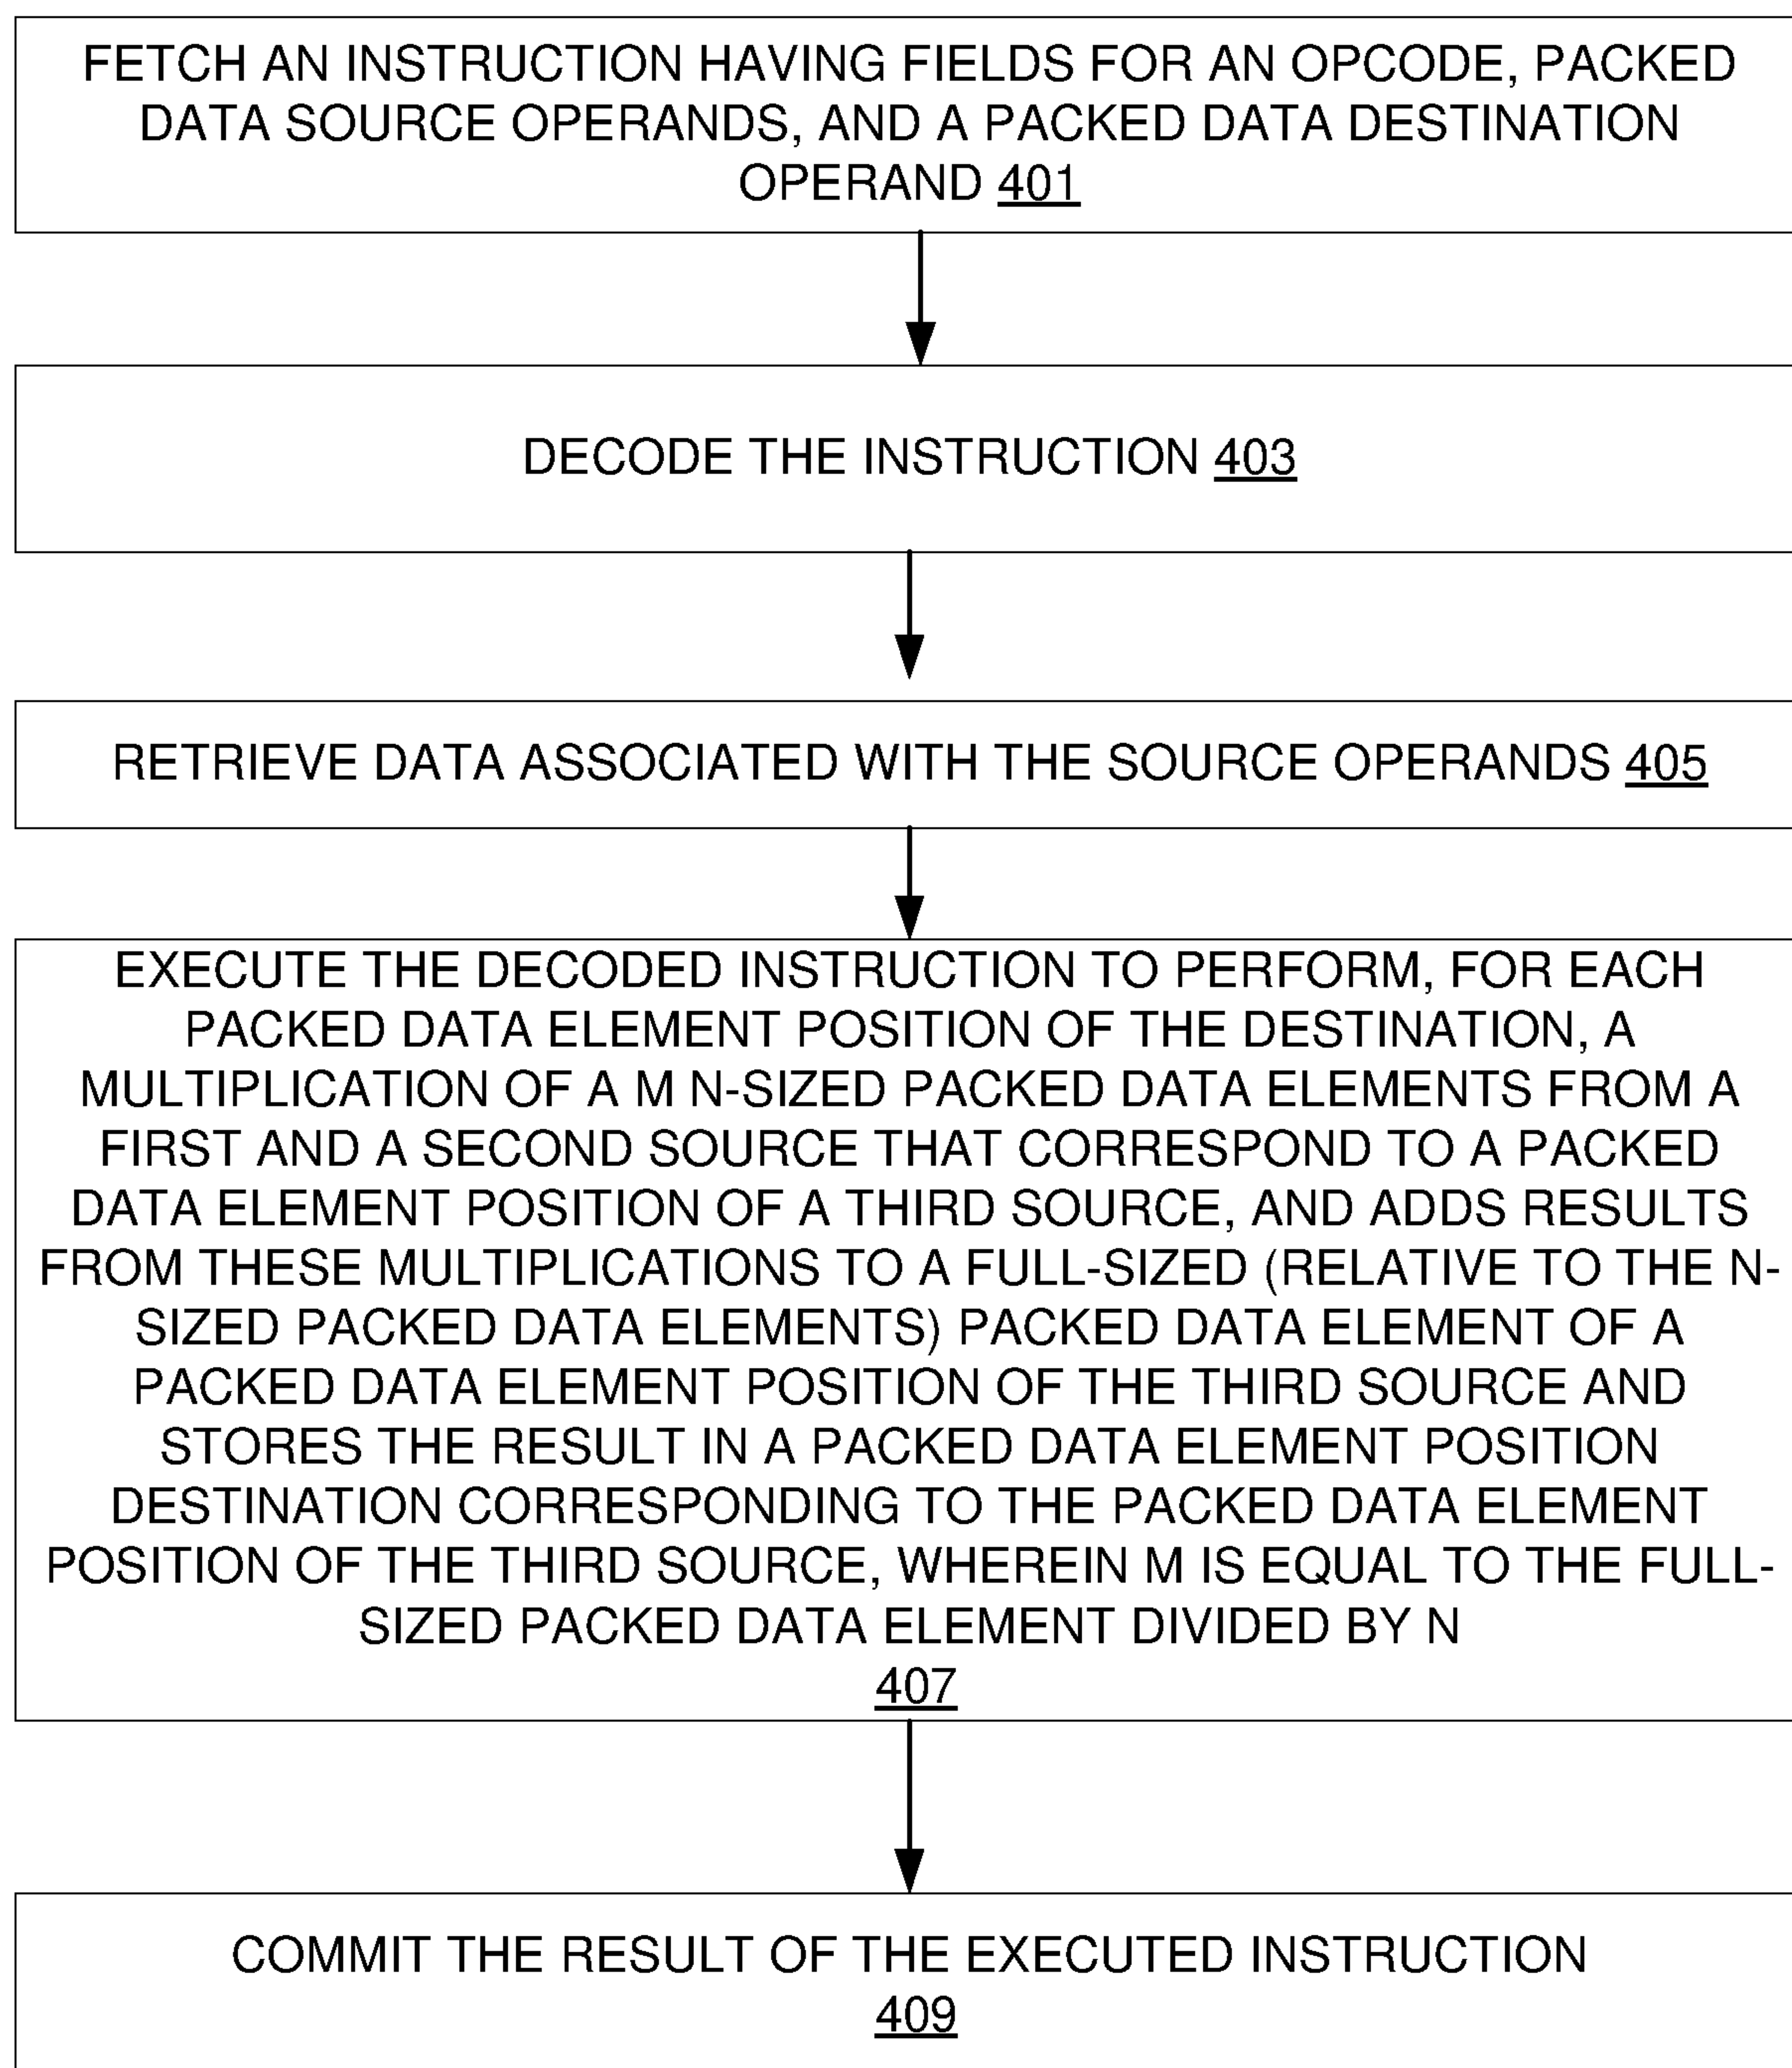 FETCH AN INSTRUCTION HAVING FIELDS FOR AN OPCODE, PACKED
DATA SOURCE OPERANDS, AND A PACKED DATA DESTINATION
OPERAND 401
DECODE THE INSTRUCTION 403
RETRIEVE DATA ASSOCIATED WITH THE SOURCE OPERANDS 405
EXECUTE THE DECODED INSTRUCTION TO PERFORM, FOR EACH
PACKED DATA ELEMENT POSITION OF THE DESTINATION, A
MULTIPLICATION OF A M N-SIZED PACKED DATA ELEMENTS FROM A
FIRST AND A SECOND SOURCE THAT CORRESPOND TO A PACKED
DATA ELEMENT POSITION OF A THIRD SOURCE, AND ADDS RESULTS
FROM THESE MULTIPLICATIONS TO A FULL-SIZED (RELATIVE TO THE N-
SIZED PACKED DATA ELEMENTS) PACKED DATA ELEMENT OF A
PACKED DATA ELEMENT POSITION OF THE THIRD SOURCE AND
STORES THE RESULT IN A PACKED DATA ELEMENT POSITION
DESTINATION CORRESPONDING TO THE PACKED DATA ELEMENT
POSITION OF THE THIRD SOURCE, WHEREIN M IS EQUAL TO THE FULL-
SIZED PACKED DATA ELEMENT DIVIDED BY N
407
COMMIT THE RESULT OF THE EXECUTED INSTRUCTION
409